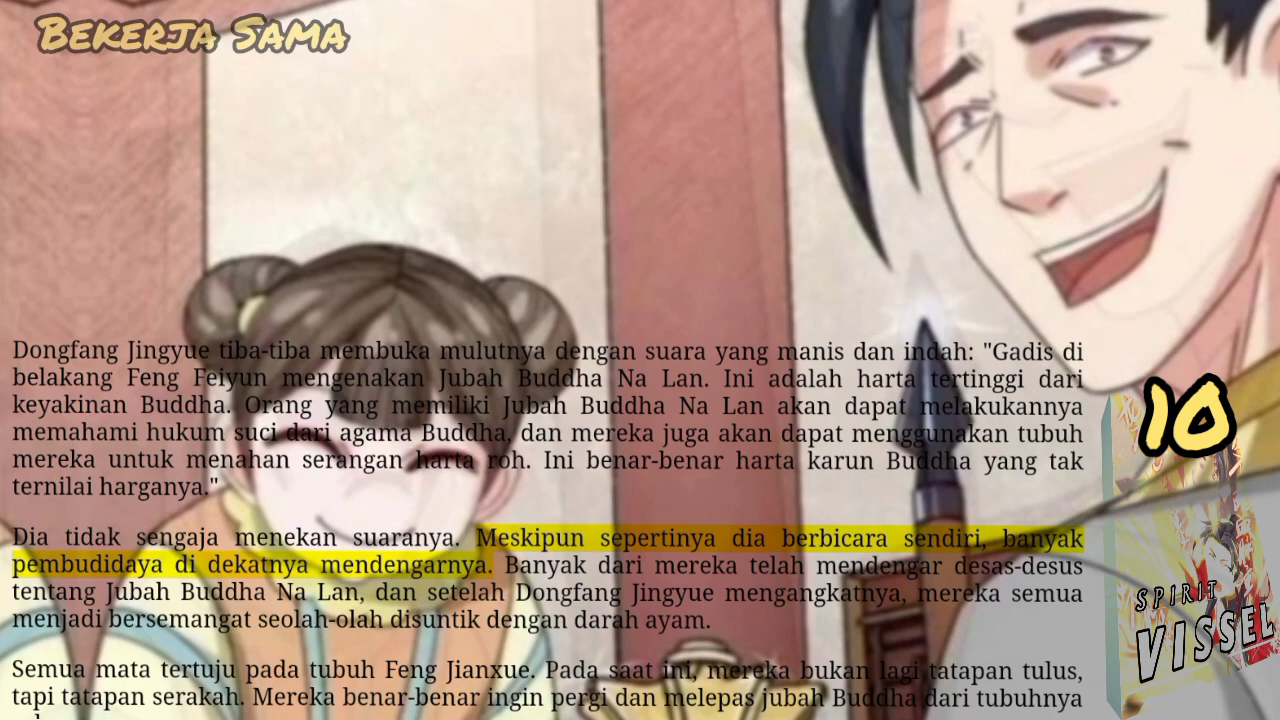 Bekerja Sama
Dongfang Jingyue tiba-tiba membuka mulutnya dengan suara yang manis dan indah: "Gadis di
belakang Feng Feiyun mengenakan Jubah Buddha Na Lan. Ini adalah harta tertinggi dari
keyakinan Buddha. Orang yang memiliki Jubah Buddha Na Lan akan dapat melakukannya
memahami hukum suci dari agama Buddha, dan mereka juga akan dapat menggunakan tubuh
mereka untuk menahan serangan harta roh. Ini benar-benar harta karun Buddha yang tak
ternilai harganya."
Dia tidak sengaja menekan suaranya. Meskipun sepertinya dia berbicara sendiri, banyak
pembudidaya di dekatnya mendengarnya. Banyak dari mereka telah mendengar desas-desus
tentang Jubah Buddha Na Lan, dan setelah Dongfang Jingyue mengangkatnya, mereka semua
menjadi bersemangat seolah-olah disuntik dengan darah ayam.
Semua mata tertuju pada tubuh Feng Jianxue. Pada saat ini, mereka bukan lagi tatapan tulus,
tapi tatapan serakah. Mereka benar-benar ingin pergi dan melepas jubah Buddha dari tubuhnya
10
SPIRIT
VISSEL